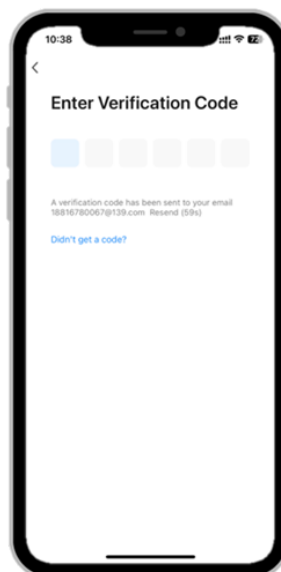 10:38
73
Enter Verification Code
A verification code has been sent to your email
18816780067@139.com Resend (59s)
Didn't get a code?